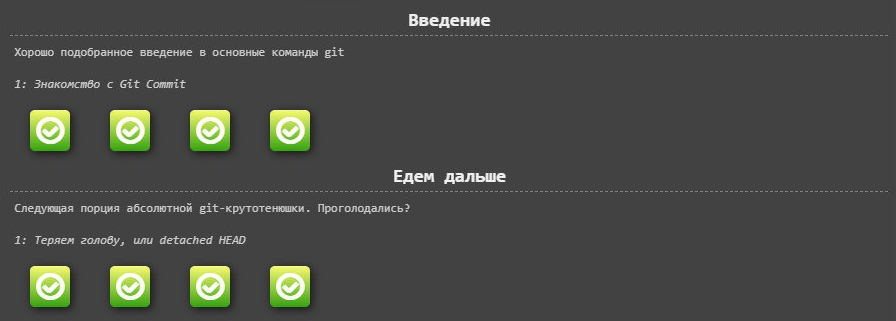 Введение
Хорошо подобранное введение в основные команды git
1: Знакомство с Git Commit
Едем дальше
Следующая порция абсолютной git-крутотенюшки. Проголодались?
1: Теряем голову, или detached HEAD